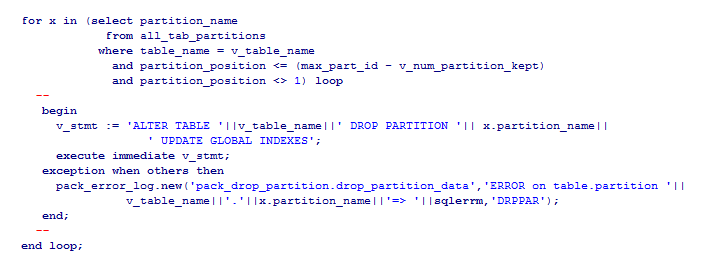 for x in (select partition_name
            from all_tab_partitions
           where table_name = v_table_name
             and partition_position <= (max_part_id - v_num_partition_kept)
             and partition_position <> 1) loop
  --
   begin
     v_stmt := 'ALTER TABLE '||v_table_name||' DROP PARTITION '|| x.partition_name||
                  ' UPDATE GLOBAL INDEXES';
     execute immediate v_stmt;
   exception when others then
     pack_error_log.new('pack_drop_partition.drop_partition_data','ERROR on table.partition '||
               v_table_name||'.'||x.partition_name||'=> '||sqlerrm,'DRPPAR');
   end;
  --
end loop;